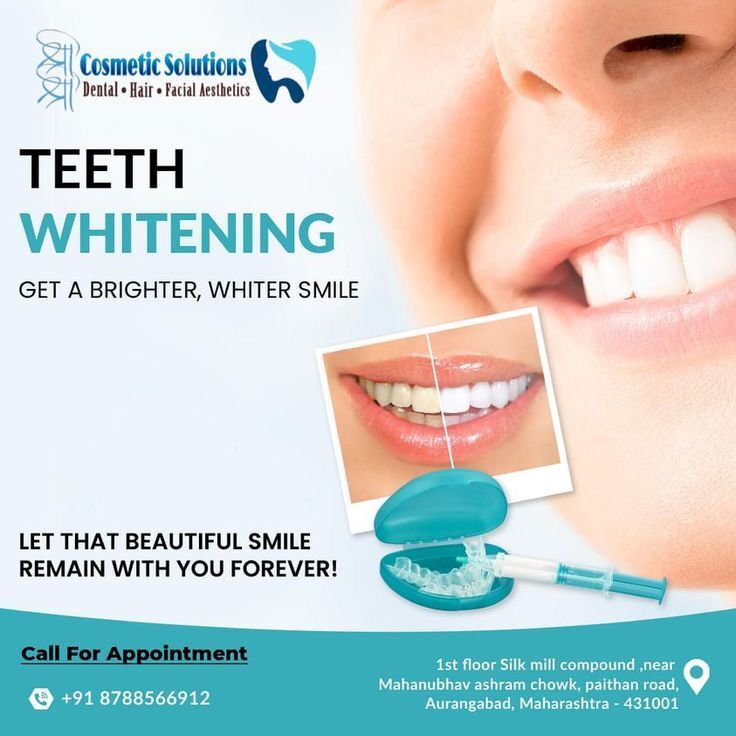 Cosmetic Solutions
Dental • Hair • Facial Aesthetics
TEETH
WHITENING
GET A BRIGHTER, WHITER SMILE
LET THAT BEAUTIFUL SMILE
REMAIN WITH YOU FOREVER!
Call For Appointment
+91 8788566912
1st floor Silk mill compound ,near
Mahanubhav ashram chowk, paithan road,
Aurangabad, Maharashtra - 431001